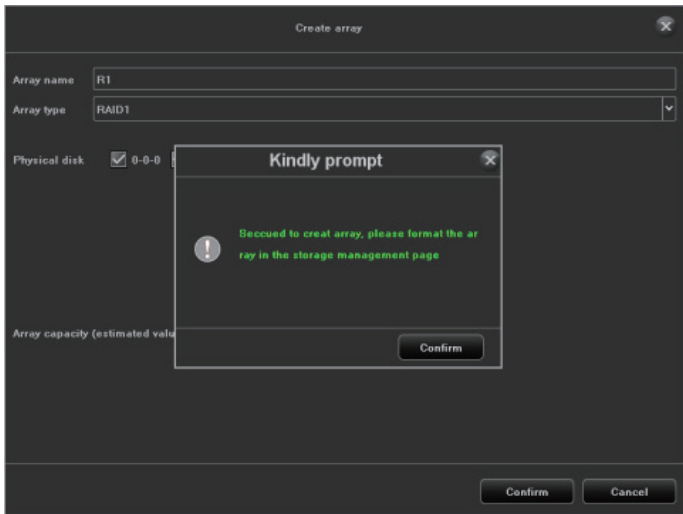 Create array
Array name R1
Array type RAID1
Physical disk 0-0-0
Kindly prompt
Seccued to creat array, please format the ar
ray in the storage management page
Confirm
Array capacity (estimated valu
Confirm Cancel